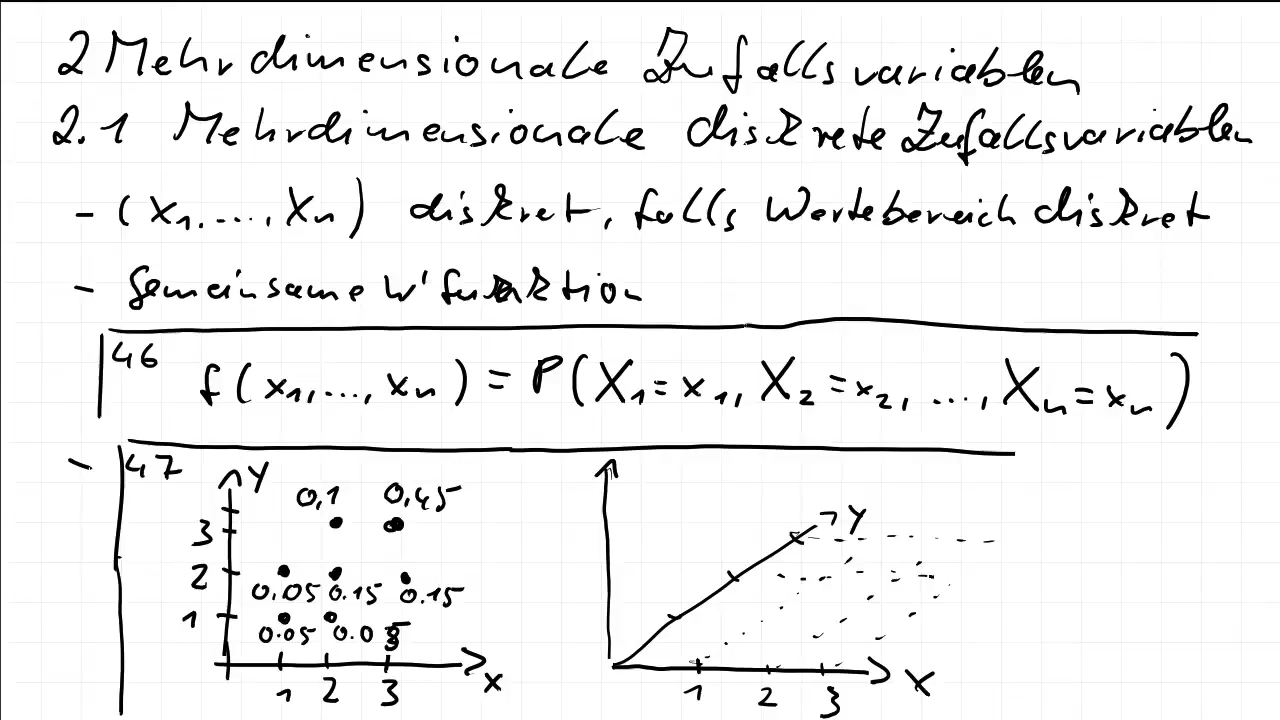 2 Mehrdimensionale Zufallsvariablen
2.1 Mehrdimensionale diskrete Zufallsvariablen
- (X1, ..., Xn) diskret, falls Wertebereich diskret
- gemeinsame W'funktion
46 f(x1, ..., xn) = P(X1 = x1, X2 = x2, ..., Xn = xn)
- 47
Y
0,1 0,45
3
2
0.05 0.15 0.15
1
0.05 0.05
1 2 3 x
Y
1 2 3 X